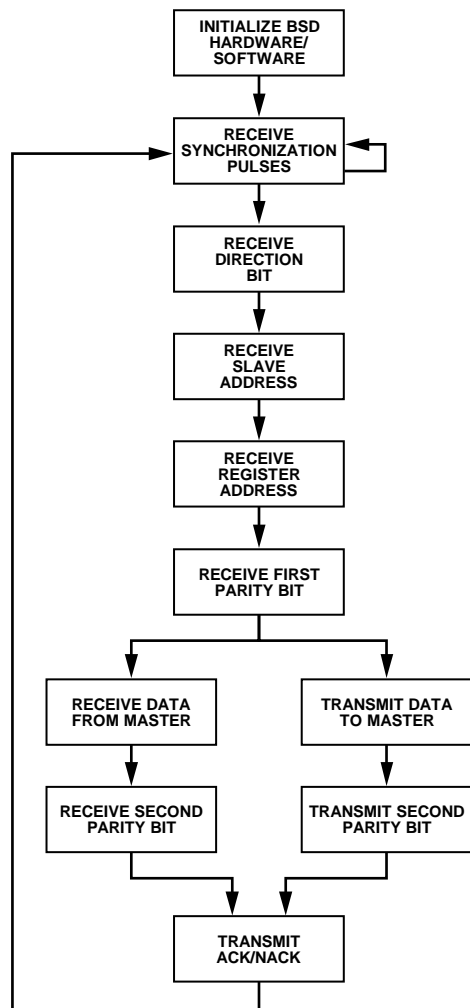 INITIALIZE BSD
HARDWARE/
SOFTWARE
RECEIVE
SYNCHRONIZATION
PULSES
RECEIVE
DIRECTION
BIT
RECEIVE
SLAVE
ADDRESS
RECEIVE
REGISTER
ADDRESS
RECEIVE FIRST
PARITY BIT
RECEIVE DATA
FROM MASTER
TRANSMIT DATA
TO MASTER
RECEIVE SECOND
PARITY BIT
TRANSMIT SECOND
PARITY BIT
TRANSMIT
ACK/NACK